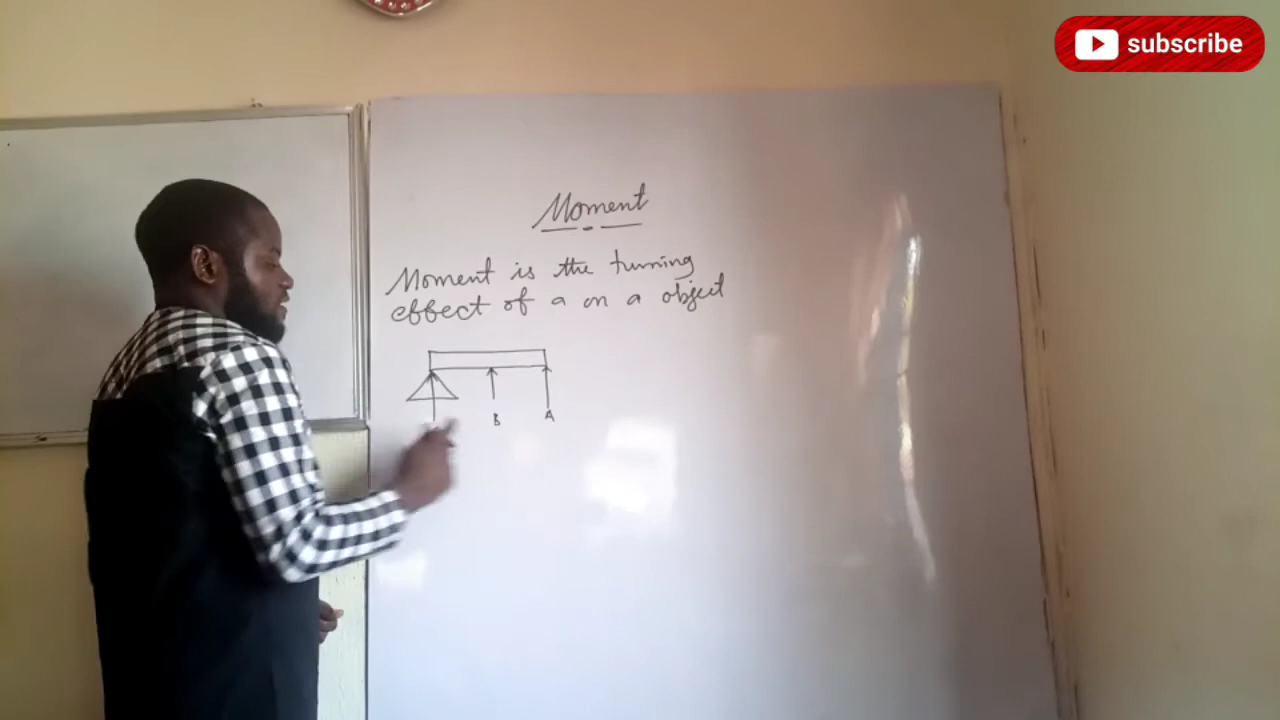 subscribe
Moment
Moment is the turning
effect of a on a object
B
A